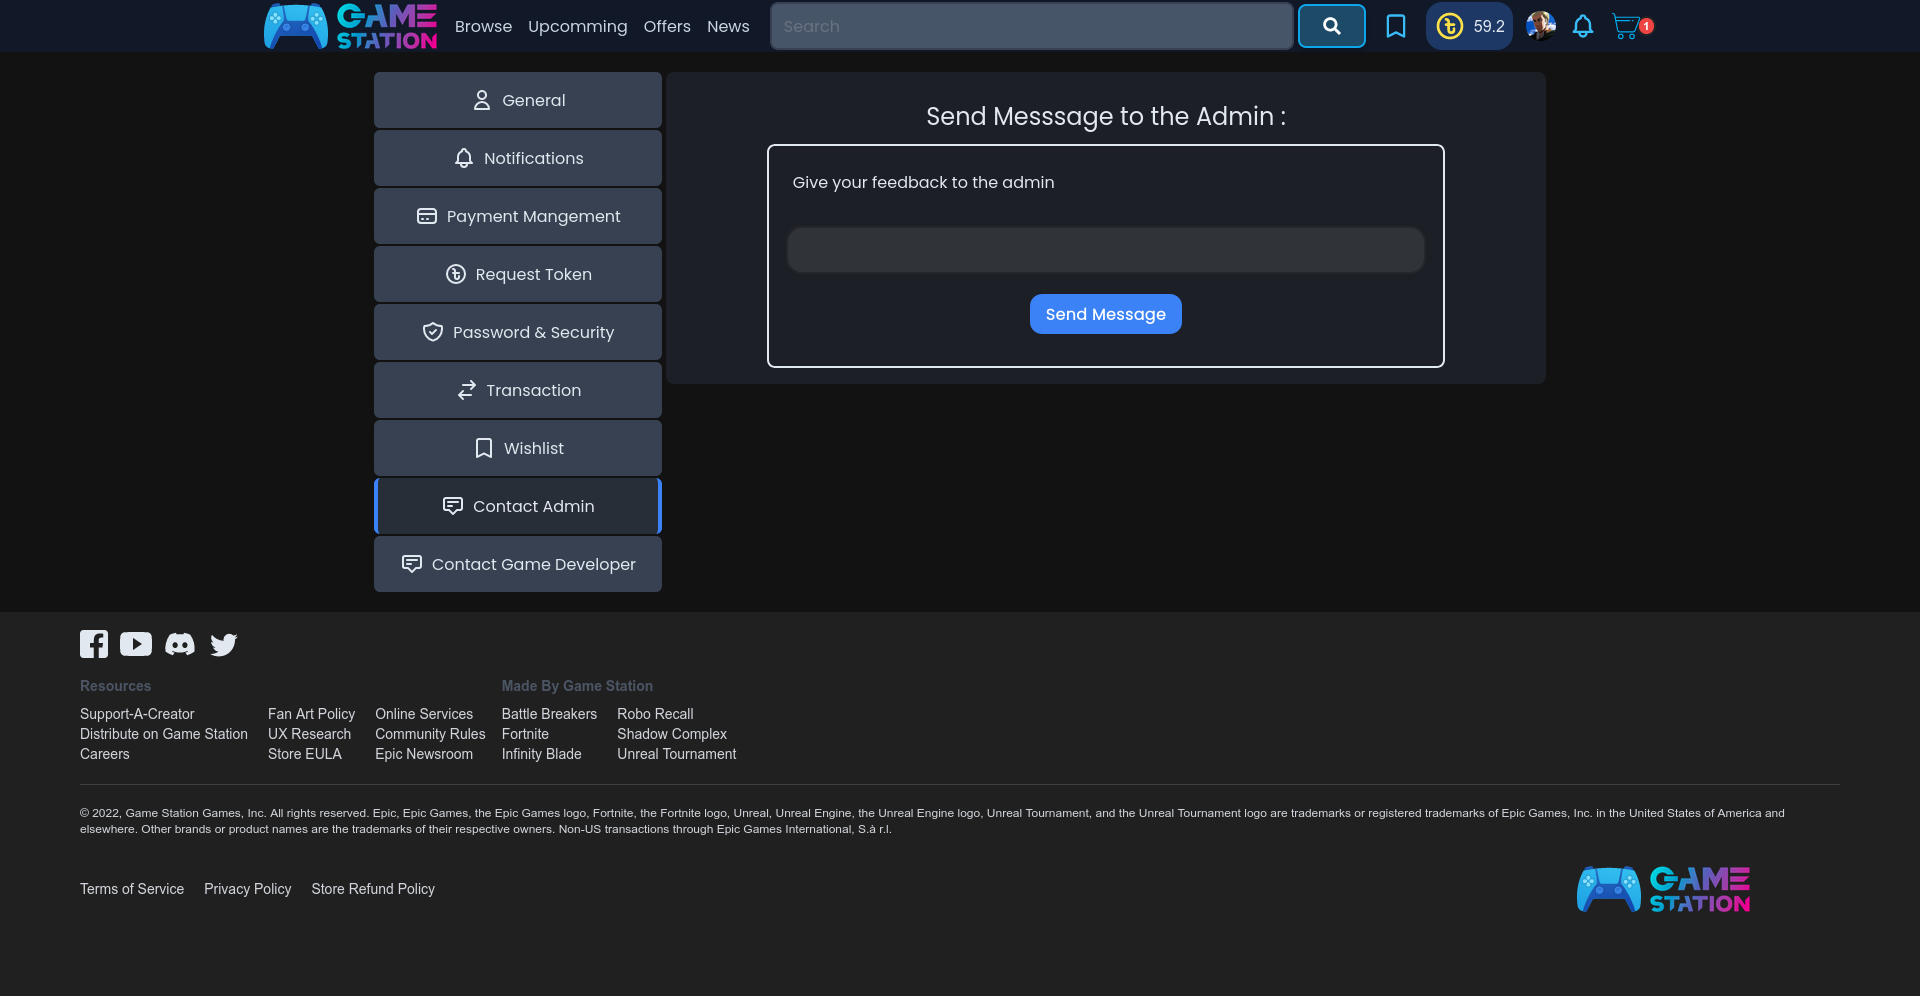 GAME
STATION
Browse Upcomming Offers News
Search
59.2
1
General
Notifications
Payment Mangement
Request Token
Password & Security
Transaction
Wishlist
Contact Admin
Contact Game Developer
Send Messsage to the Admin :
Give your feedback to the admin
Send Message
Resources
Support-A-Creator Fan Art Policy Online Services
Distribute on Game Station UX Research Community Rules
Careers Store EULA Epic Newsroom
Made By Game Station
Battle Breakers Robo Recall
Fortnite Shadow Complex
Infinity Blade Unreal Tournament
© 2022, Game Station Games, Inc. All rights reserved. Epic, Epic Games, the Epic Games logo, Fortnite, the Fortnite logo, Unreal, Unreal Engine, the Unreal Engine logo, Unreal Tournament, and the Unreal Tournament logo are trademarks or registered trademarks of Epic Games, Inc. in the United States of America and
elsewhere. Other brands or product names are the trademarks of their respective owners. Non-US transactions through Epic Games International, S.à r.l.
Terms of Service Privacy Policy Store Refund Policy
GAME
STATION